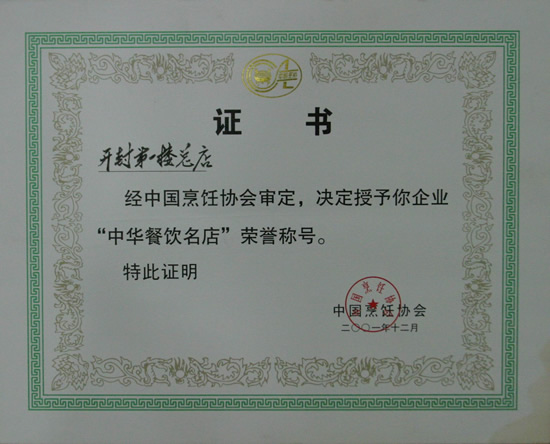 证 书
开封第一楼总店
经中国烹饪协会审定，决定授予你企业
“中华餐饮名店”荣誉称号。
特此证明
中国烹饪协会
二〇〇一年十二月